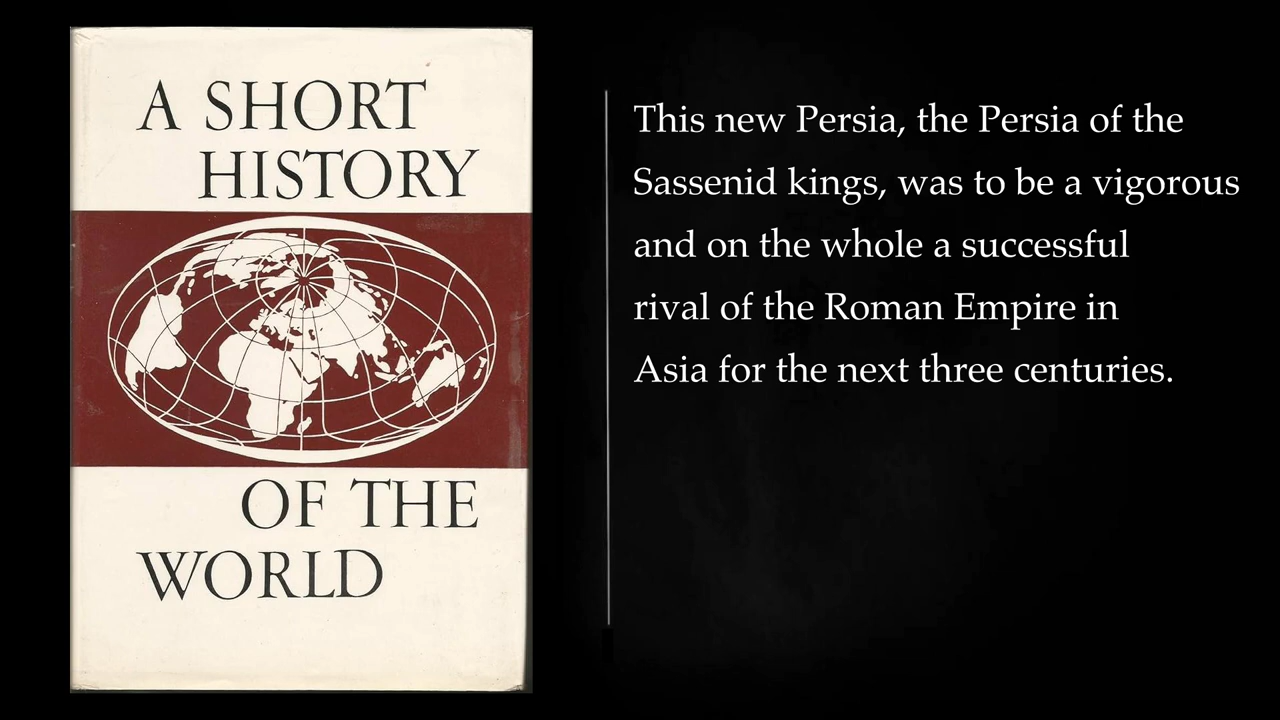 A SHORT
HISTORY
OF THE
WORLD
This new Persia, the Persia of the
Sassenid kings, was to be a vigorous
and on the whole a successful
rival of the Roman Empire in
Asia for the next three centuries.